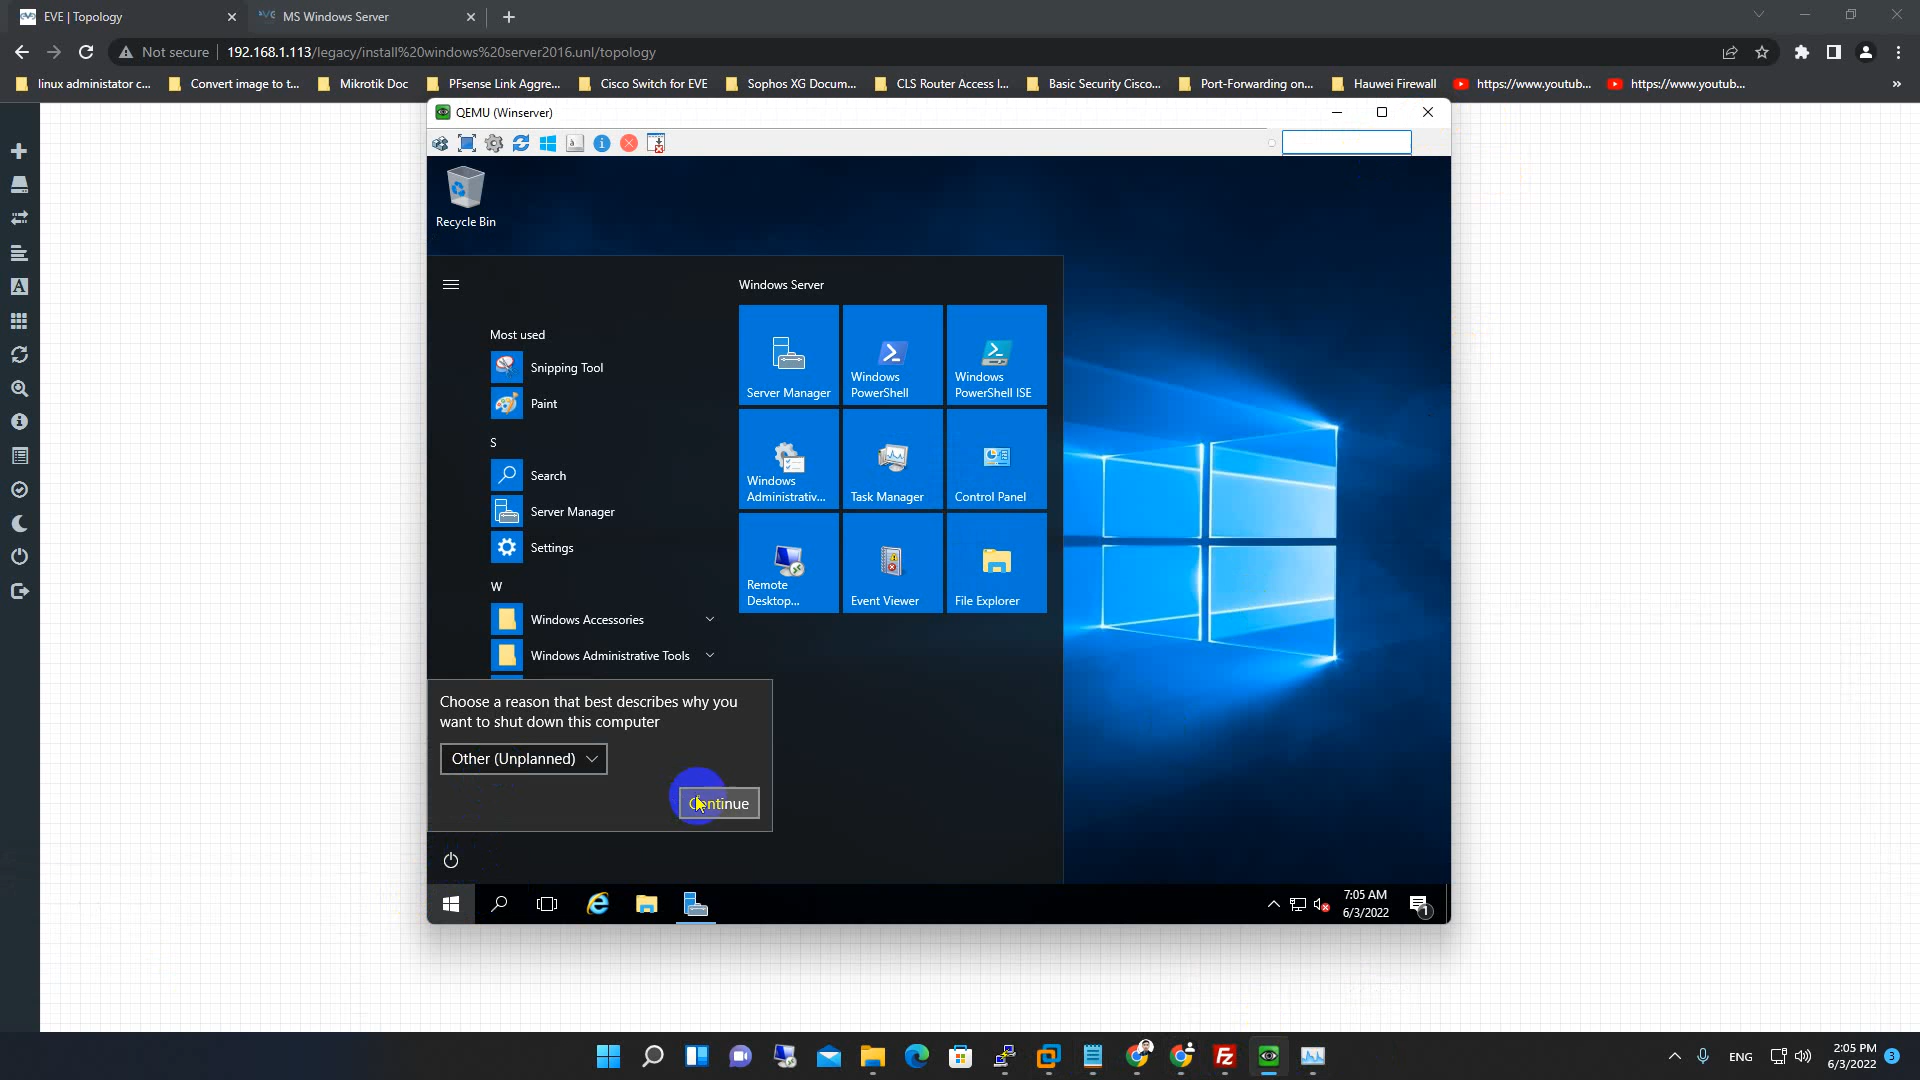 EVE | Topology
MS Windows Server
Not secure
192.168.1.113/legacy/install%20windows%20server2016.unl/topology
linux administator c...
Convert image to t...
Mikrotik Doc
PFsense Link Aggre...
Cisco Switch for EVE
Sophos XG Docum...
CLS Router Access l...
Basic Security Cisco...
Port-Forwarding on...
Hauwei Firewall
https://www.youtub...
https://www.youtub...
»
QEMU (Winserver)
Recycle Bin
Windows Server
Most used
Snipping Tool
Paint
S
Search
Server Manager
Settings
W
Windows Accessories
Windows Administrative Tools
Server Manager
Windows
PowerShell
Windows
PowerShell ISE
Windows
Administrativ...
Task Manager
Control Panel
Remote
Desktop...
Event Viewer
File Explorer
Choose a reason that best describes why you
want to shut down this computer
Other (Unplanned)
Continue
7:05 AM
6/3/2022
1
ENG
2:05 PM
6/3/2022
3